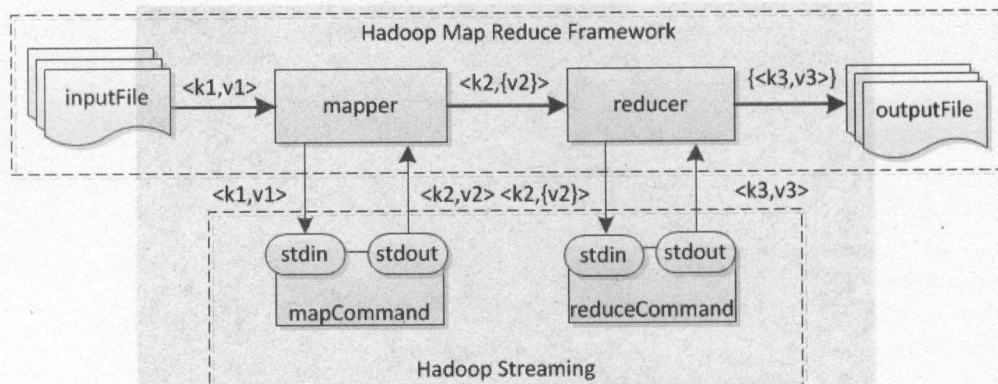 Hadoop Map Reduce Framework
inputFile
<k1,v1>
mapper
<k2,{v2}>
reducer
{<k3,v3>}
outputFile
<k1,v1>
<k2,v2>
<k2,{v2}>
<k3,v3>
stdin
stdout
mapCommand
stdin
stdout
reduceCommand
Hadoop Streaming